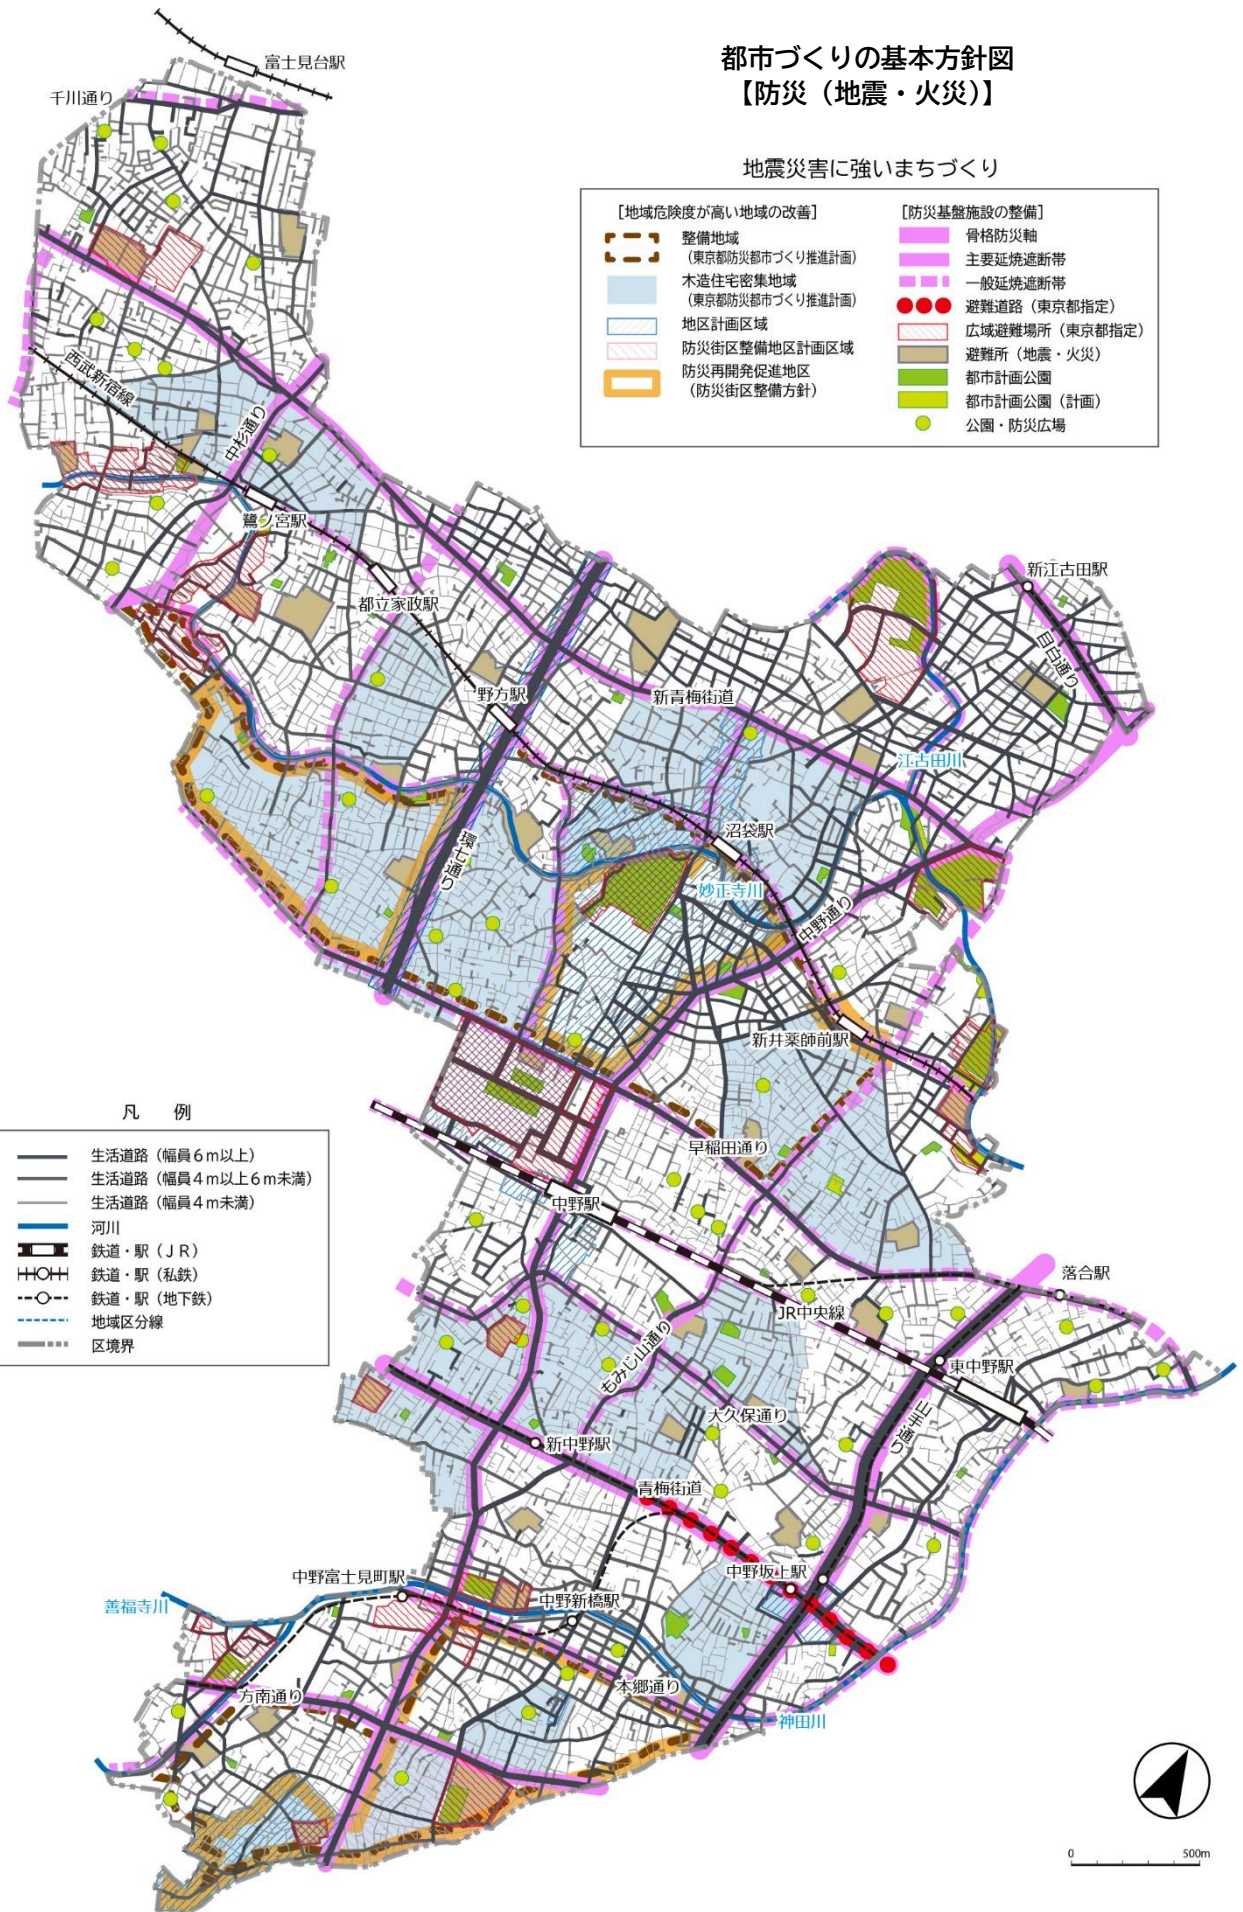 都市づくりの基本方針図
【防災（地震・火災）】
地震災害に強いまちづくり
［地域危険度が高い地域の改善］
整備地域
（東京都防災都市づくり推進計画）
木造住宅密集地域
（東京都防災都市づくり推進計画）
地区計画区域
防災街区整備地区計画区域
防災再開発促進地区
（防災街区整備方針）
［防災基盤施設の整備］
骨格防災軸
主要延焼遮断帯
一般延焼遮断帯
避難道路（東京都指定）
広域避難場所（東京都指定）
避難所（地震・火災）
都市計画公園
都市計画公園（計画）
公園・防災広場
富士見台駅
千川通り
西武新宿線
中杉通り
鷺ノ宮駅
都立家政駅
野方駅
新江古田駅
目白通り
新青梅街道
江古田川
環七通り
沼袋駅
妙正寺川
中野通り
新井薬師前駅
早稲田通り
中野駅
落合駅
JR中央線
東中野駅
もみじ山通り
大久保通り
山手通り
新中野駅
青梅街道
中野坂上駅
中野富士見町駅
中野新橋駅
善福寺川
方南通り
本郷通り
神田川
凡　例
生活道路（幅員６ｍ以上）
生活道路（幅員４ｍ以上６ｍ未満）
生活道路（幅員４ｍ未満）
河川
鉄道・駅（ＪＲ）
鉄道・駅（私鉄）
鉄道・駅（地下鉄）
地域区分線
区境界
0　500m